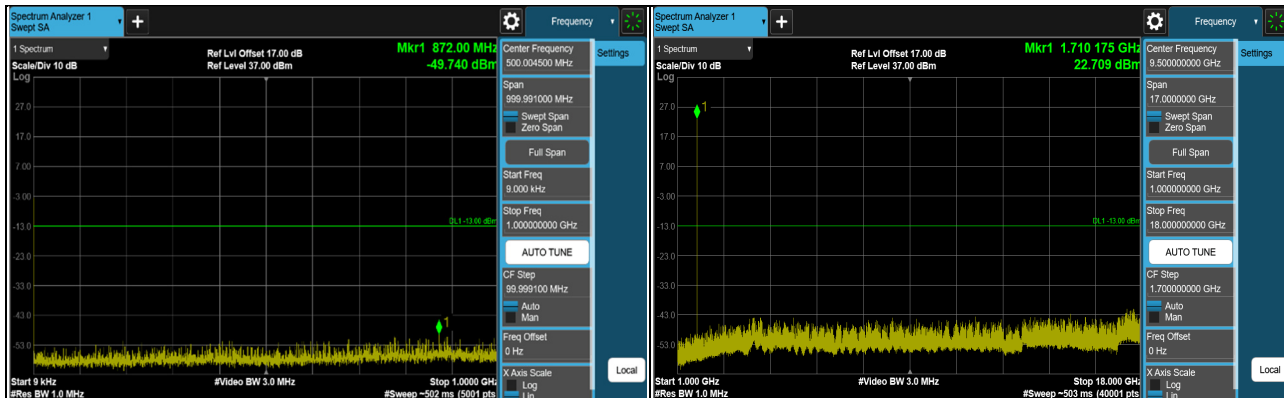 Spectrum Analyzer 1
Swept SA
+
Frequency
1 Spectrum
Scale/Div 10 dB
Log
Ref Lvl Offset 17.00 dB
Ref Level 37.00 dBm
Mkr1 872.00 MHz
-49.740 dBm
1
27.0
17.0
7.00
-3.00
-13.0
-23.0
-33.0
-43.0
-53.0
DL1 -13.00 dBm
1
Start 9 kHz
#Res BW 1.0 MHz
#Video BW 3.0 MHz
Stop 1.0000 GHz
#Sweep ~502 ms (5001 pts)
Center Frequency
500.004500 MHz
Span
999.991000 MHz
Swept Span
Zero Span
Full Span
Start Freq
9.000 kHz
Stop Freq
1.000000000 GHz
AUTO TUNE
CF Step
99.999100 MHz
Auto
Man
Freq Offset
0 Hz
X Axis Scale
Log
Lin
Settings
Local
Spectrum Analyzer 1
Swept SA
+
Frequency
1 Spectrum
Scale/Div 10 dB
Log
Ref Lvl Offset 17.00 dB
Ref Level 37.00 dBm
Mkr1 1.710 175 GHz
22.709 dBm
27.0
17.0
7.00
-3.00
-13.0
-23.0
-33.0
-43.0
-53.0
1
DL1 -13.00 dBm
Start 1.000 GHz
#Res BW 1.0 MHz
#Video BW 3.0 MHz
Stop 18.000 GHz
#Sweep ~503 ms (40001 pts)
Center Frequency
9.500000000 GHz
Span
17.0000000 GHz
Swept Span
Zero Span
Full Span
Start Freq
1.000000000 GHz
Stop Freq
18.000000000 GHz
AUTO TUNE
CF Step
1.700000000 GHz
Auto
Man
Freq Offset
0 Hz
X Axis Scale
Log
Lin
Settings
Local